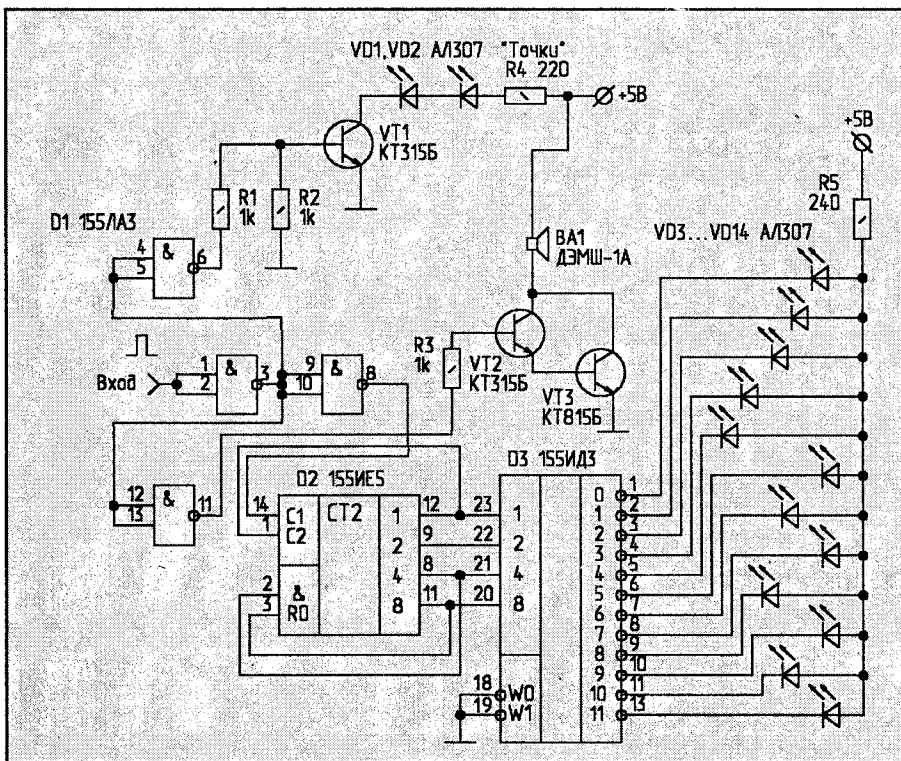 VD1,VD2 АЛ307 "Точки"
R4 220
+5В
+5В
VT1
КТ315Б
R1
1k
R2
1k
R5
240
D1 155ЛА3
ВА1
ДЭМШ-1А
VD3...VD14 АЛ307
4
5
&
6
Вход
1
2
&
3
9
10
&
8
R3
1k
VT2
КТ315Б
VT3
КТ815Б
12
13
&
11
D2 155ИЕ5
D3 155ИД3
14
1
C1
C2
CT2
1
2
4
8
12
9
8
11
2
3
&
R0
23
22
21
20
1
2
4
8
18
19
W0
W1
0
1
2
3
4
5
6
7
8
9
10
11
1
2
3
4
5
6
7
8
9
10
11
13